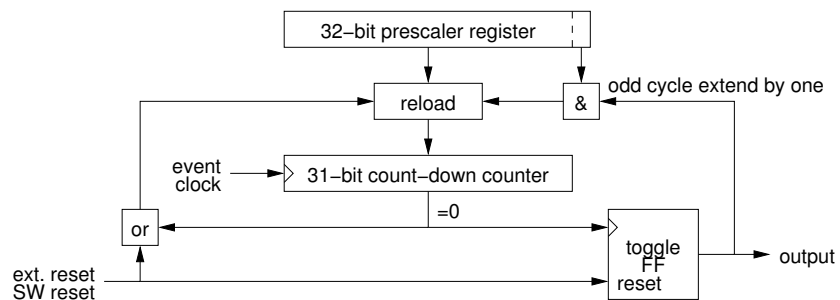 32−bit prescaler register
odd cycle extend by one
reload
&
event
clock
31−bit count−down counter
=0
or
toggle
FF
reset
output
ext. reset
SW reset